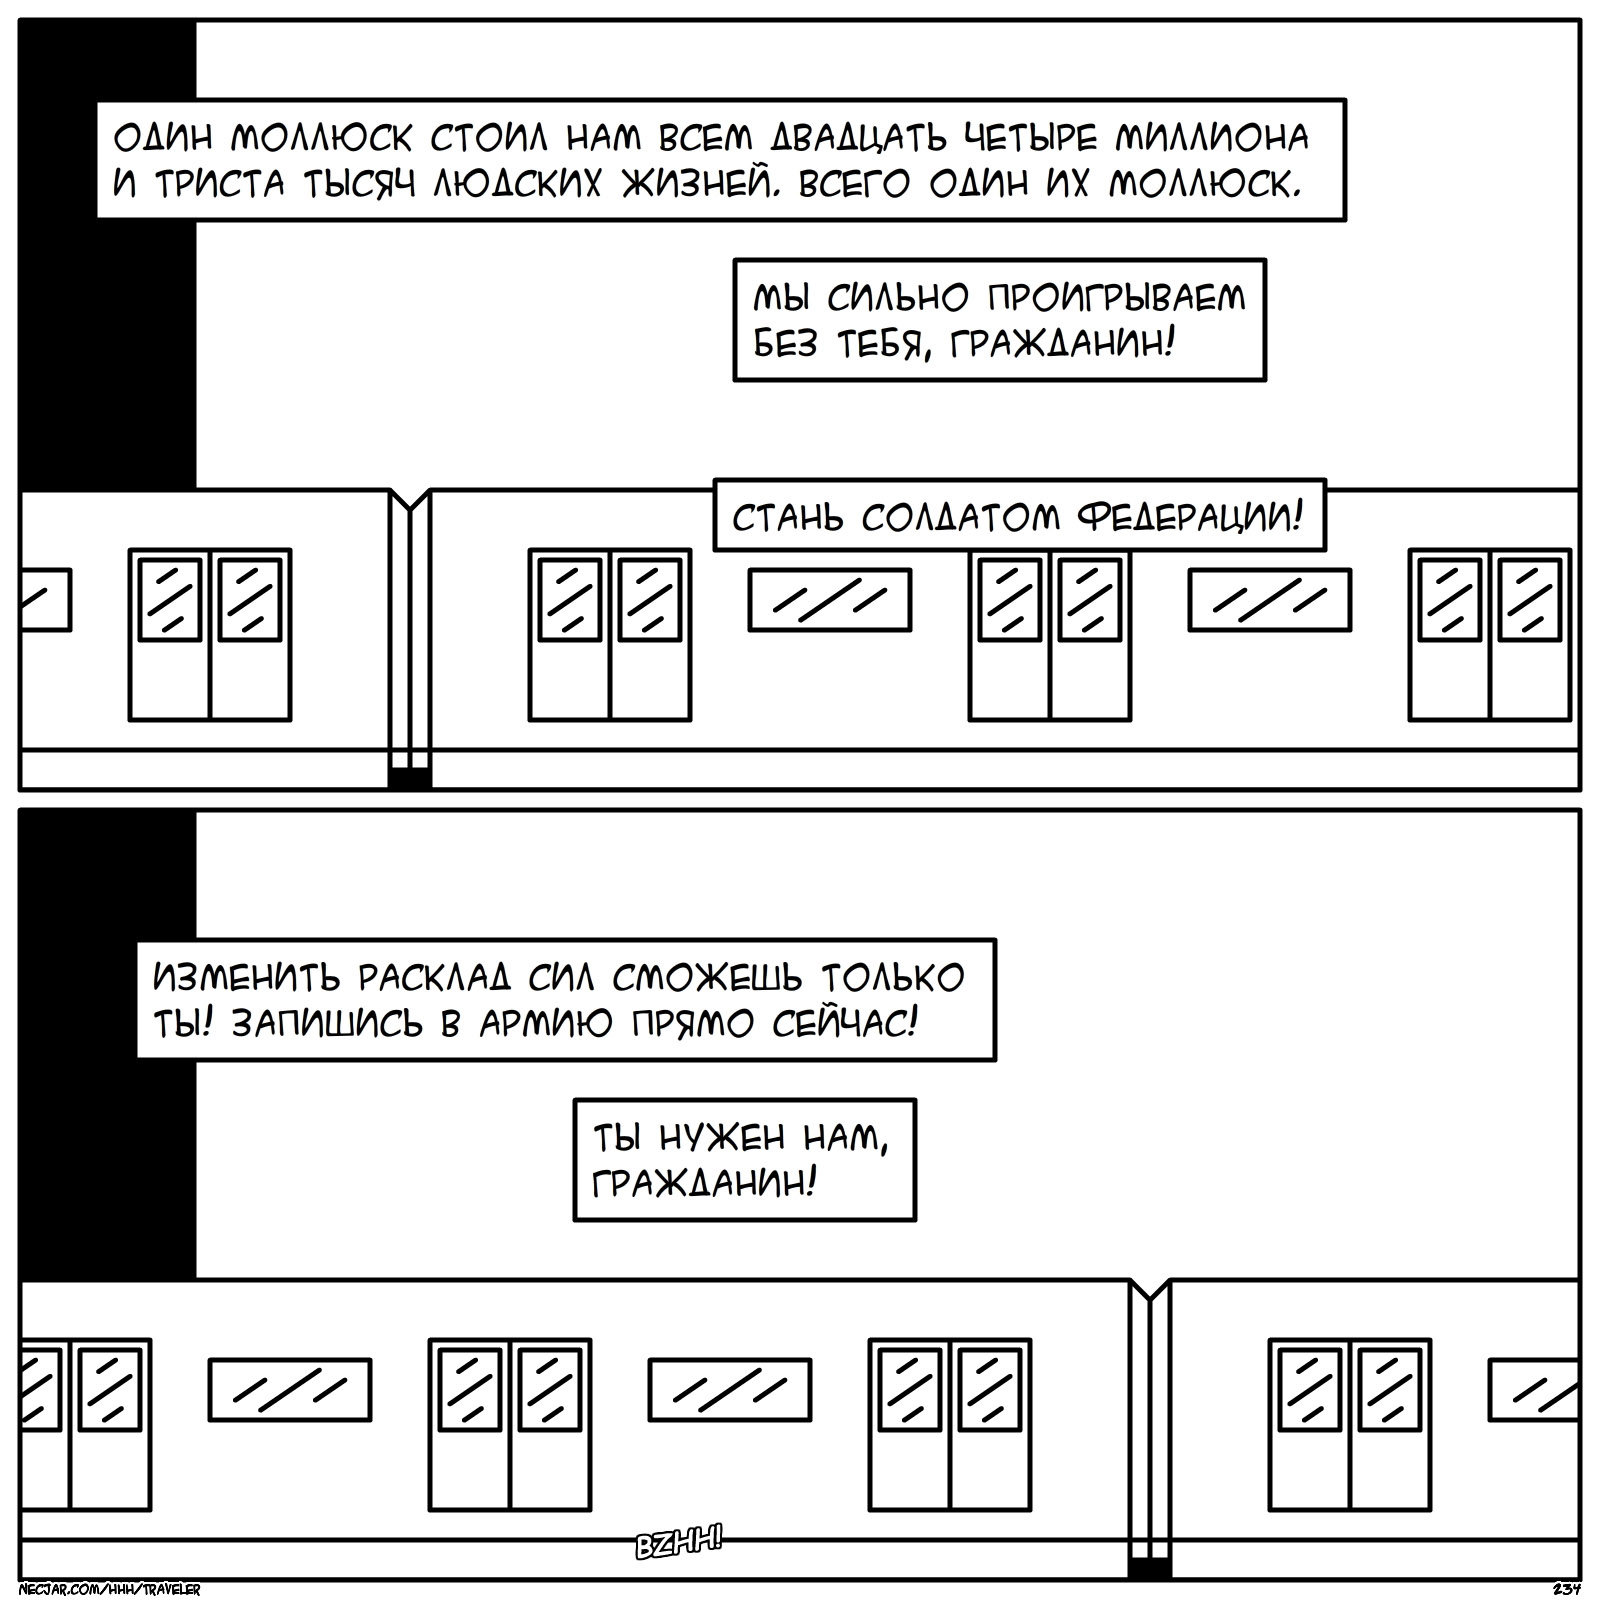 ОДИН МОЛЛЮСК СТОИЛ НАМ ВСЕМ ДВАДЦАТЬ ЧЕТЫРЕ МИЛЛИОНА
И ТРИСТА ТЫСЯЧ ЛЮДСКИХ ЖИЗНЕЙ. ВСЕГО ОДИН ИХ МОЛЛЮСК.
МЫ СИЛЬНО ПРОИГРЫВАЕМ
БЕЗ ТЕБЯ, ГРАЖДАНИН!
СТАНЬ СОЛДАТОМ ФЕДЕРАЦИИ!
ИЗМЕНИТЬ РАСКЛАД СИЛ СМОЖЕШЬ ТОЛЬКО
ТЫ! ЗАПИШИСЬ В АРМИЮ ПРЯМО СЕЙЧАС!
ТЫ НУЖЕН НАМ,
ГРАЖДАНИН!
BZHH!
NECJAR.COM/HHH/TRAVELER
234